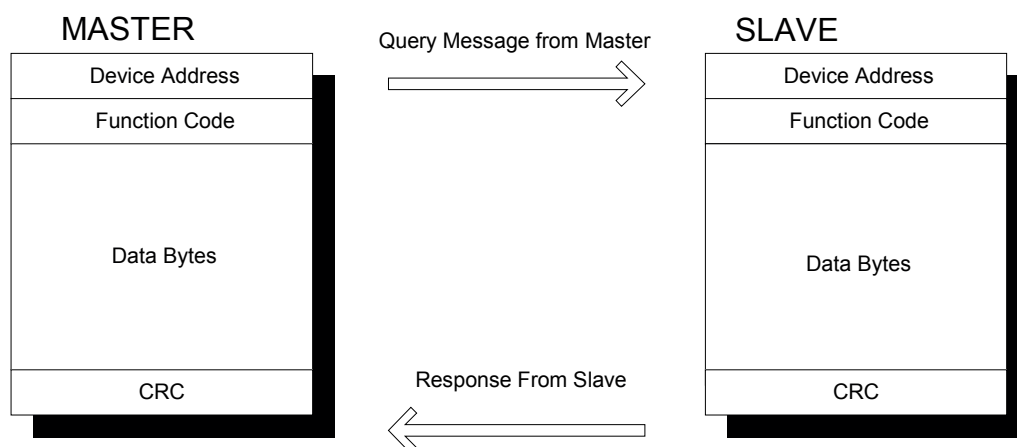 MASTER
Device Address
Function Code
Data Bytes
CRC
Query Message from Master
Response From Slave
SLAVE
Device Address
Function Code
Data Bytes
CRC